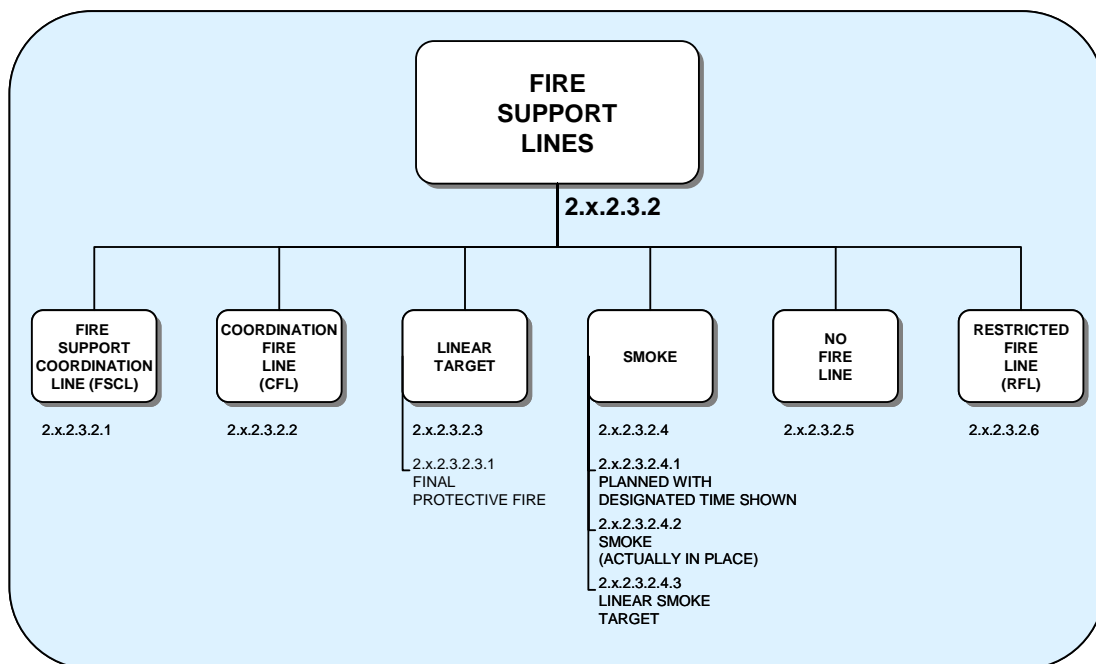 FIRE
SUPPORT
LINES
2.x.2.3.2
FIRE
SUPPORT
COORDINATION
LINE (FSCL)
2.x.2.3.2.1
COORDINATION
FIRE
LINE
(CFL)
2.x.2.3.2.2
LINEAR
TARGET
2.x.2.3.2.3
2.x.2.3.2.3.1
FINAL
PROTECTIVE FIRE
SMOKE
2.x.2.3.2.4
2.x.2.3.2.4.1
PLANNED WITH
DESIGNATED TIME SHOWN
2.x.2.3.2.4.2
SMOKE
(ACTUALLY IN PLACE)
2.x.2.3.2.4.3
LINEAR SMOKE
TARGET
NO
FIRE
LINE
2.x.2.3.2.5
RESTRICTED
FIRE
LINE
(RFL)
2.x.2.3.2.6